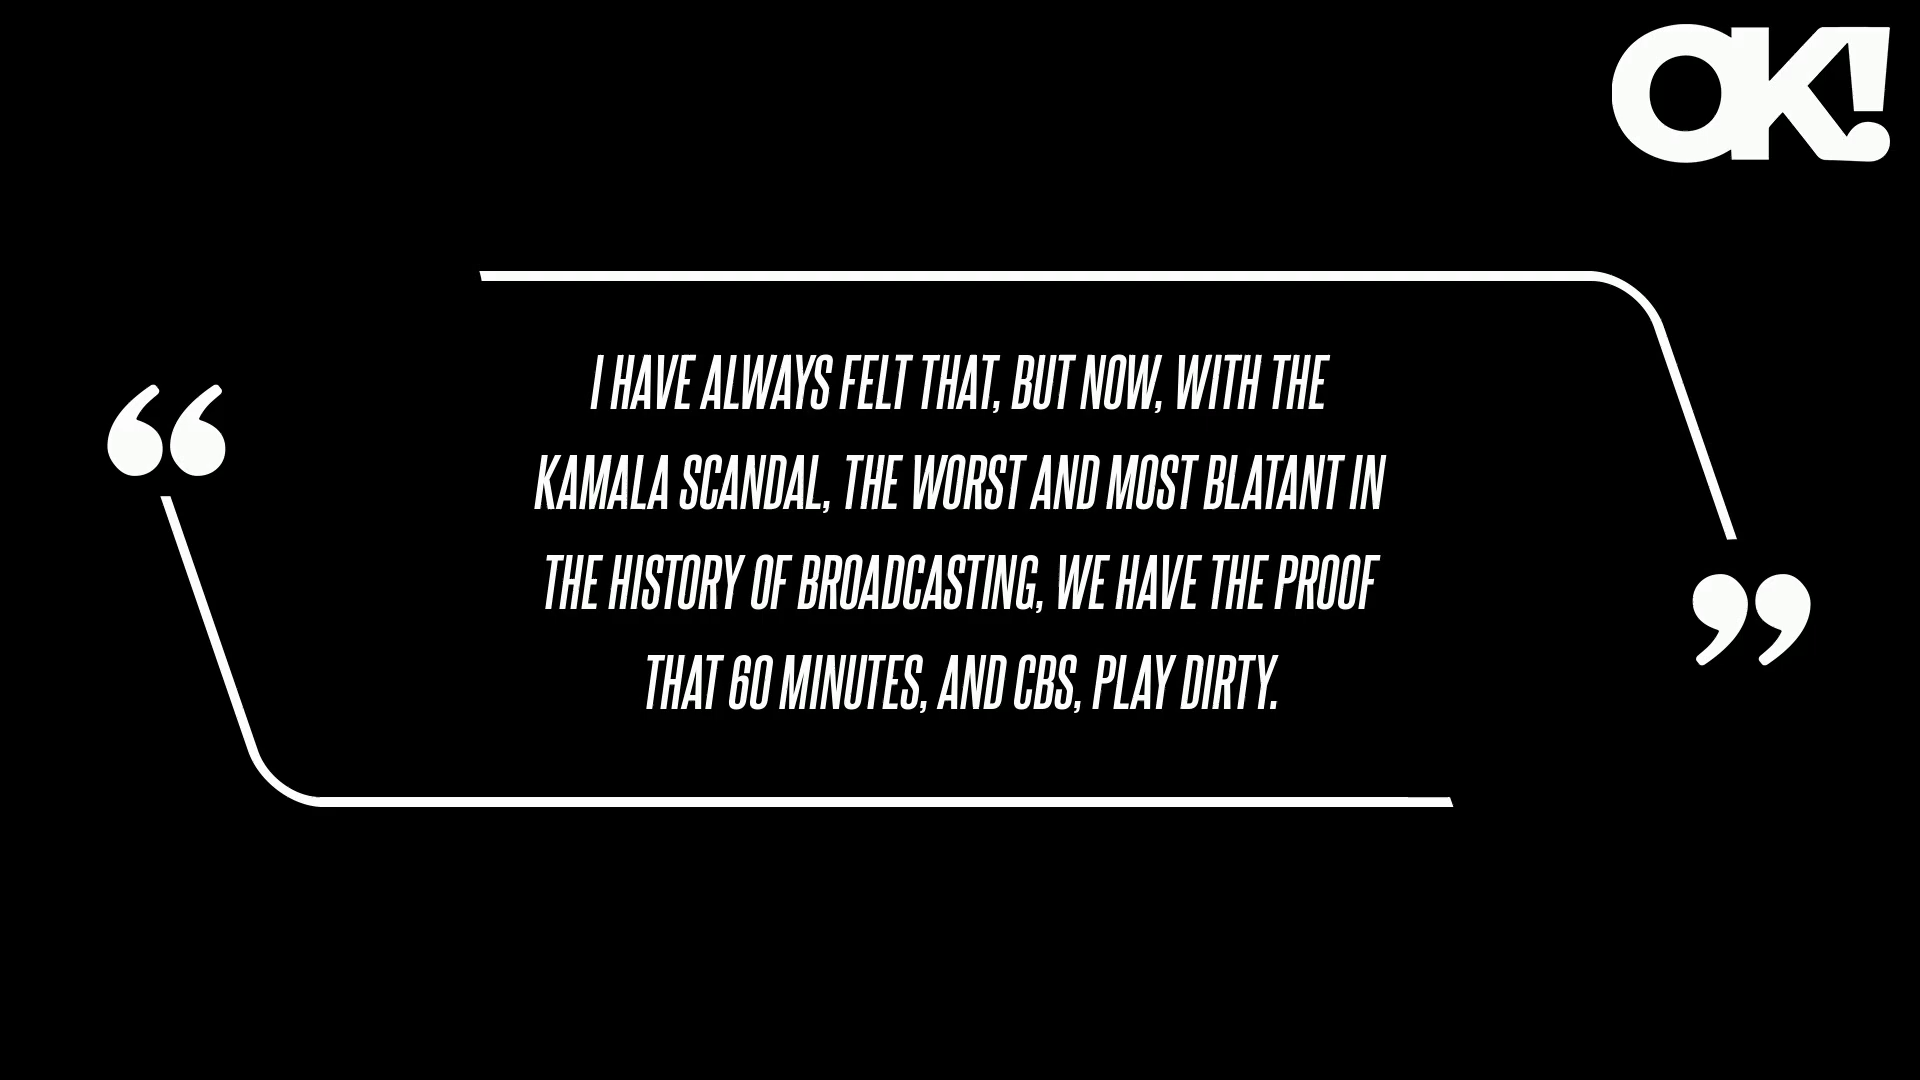 OK!
“
I HAVE ALWAYS FELT THAT, BUT NOW, WITH THE
KAMALA SCANDAL, THE WORST AND MOST BLATANT IN
THE HISTORY OF BROADCASTING, WE HAVE THE PROOF
THAT 60 MINUTES, AND CBS, PLAY DIRTY.
”